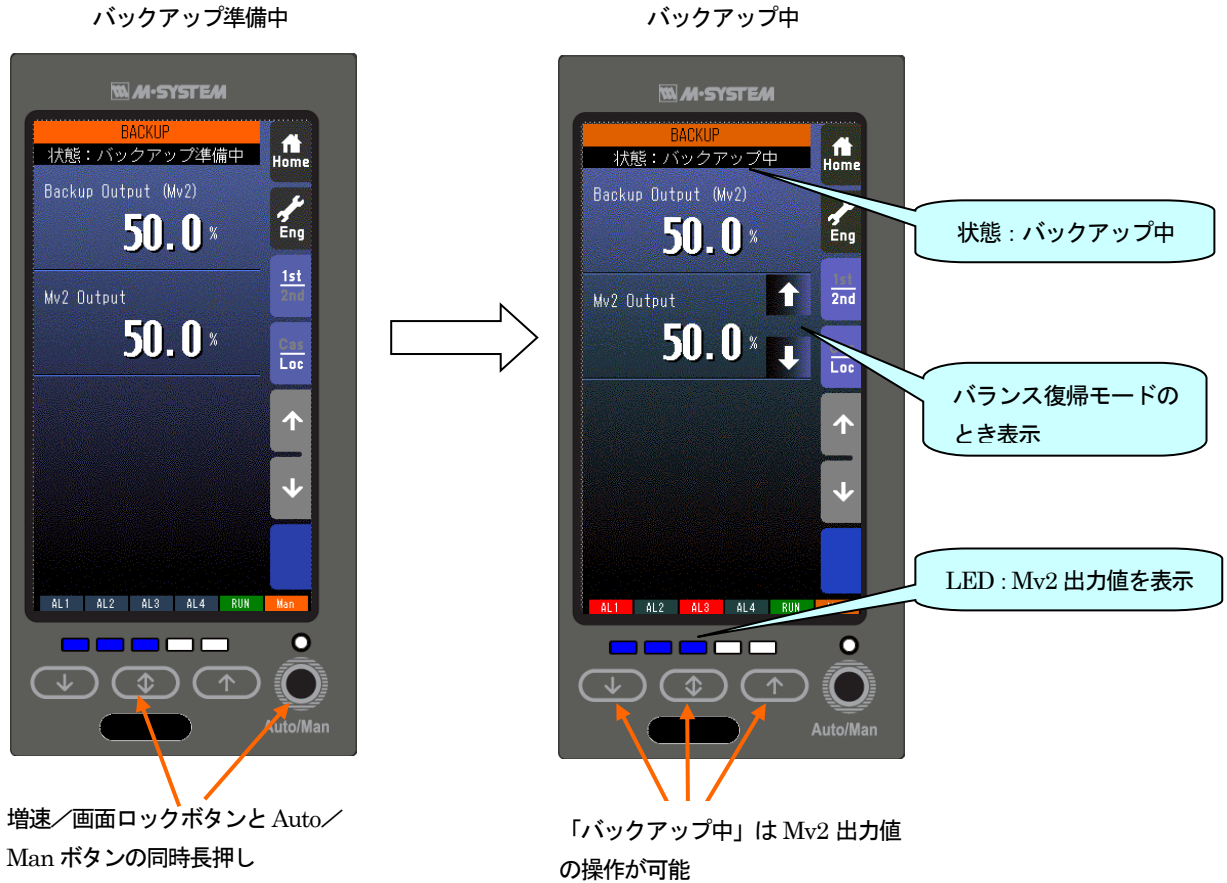 バックアップ準備中
M-SYSTEM
BACKUP
状態：バックアップ準備中
Home
Backup Output (Mv2)
50.0 %
Eng
1st
2nd
Mv2 Output
50.0 %
Cas
Loc
AL1 AL2 AL3 AL4 RUN Man
Auto/Man
増速／画面ロックボタンと Auto／
Man ボタンの同時長押し
バックアップ中
M-SYSTEM
BACKUP
状態：バックアップ中
Home
Backup Output (Mv2)
50.0 %
Eng
1st
2nd
Mv2 Output
50.0 %
Loc
AL1 AL2 AL3 AL4 RUN
Auto/Man
「バックアップ中」は Mv2 出力値
の操作が可能
状態：バックアップ中
バランス復帰モードの
とき表示
LED : Mv2 出力値を表示